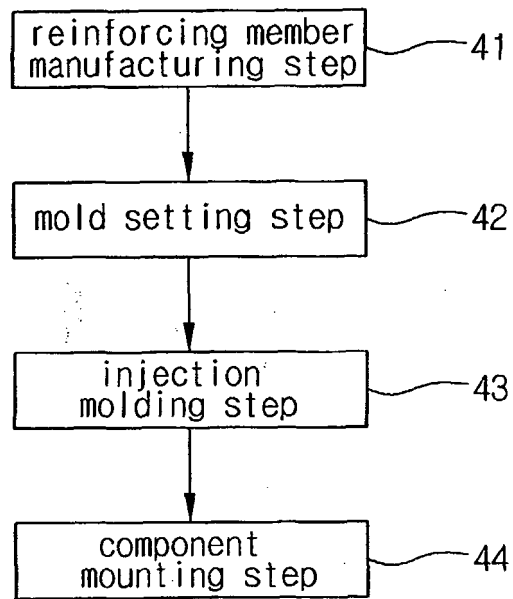 reinforcing member
manufacturing step
41
mold setting step
42
injection
molding step
43
component
mounting step
44